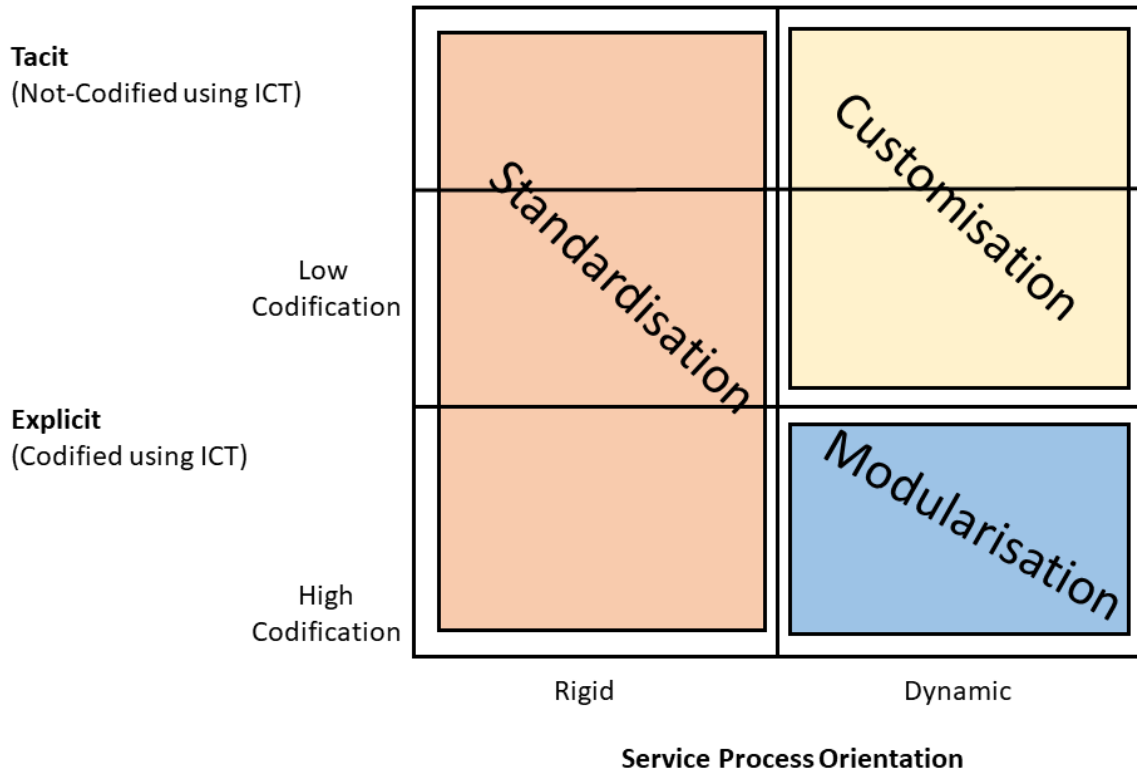 Tacit
(Not-Codified using ICT)
Standardisation
Customisation
Low
Codification
Explicit
(Codified using ICT)
Modularisation
High
Codification
Rigid
Dynamic
Service Process Orientation